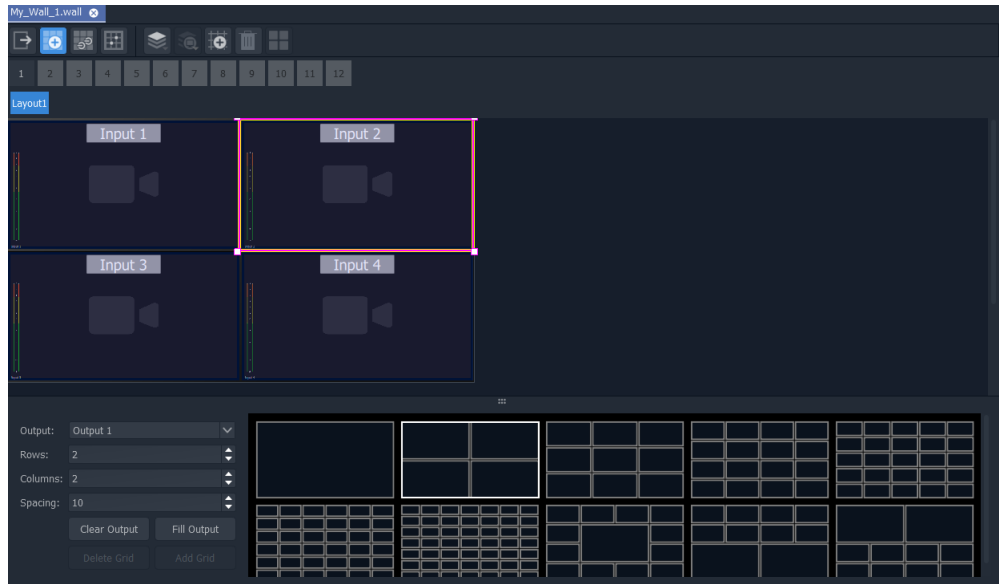 My_Wall_1.wall
1 2 3 4 5 6 7 8 9 10 11 12
Layout1
Input 1 Input 2
Input 3 Input 4
Output: Output 1
Rows: 2
Columns: 2
Spacing: 10
Clear Output Fill Output
Delete Grid Add Grid